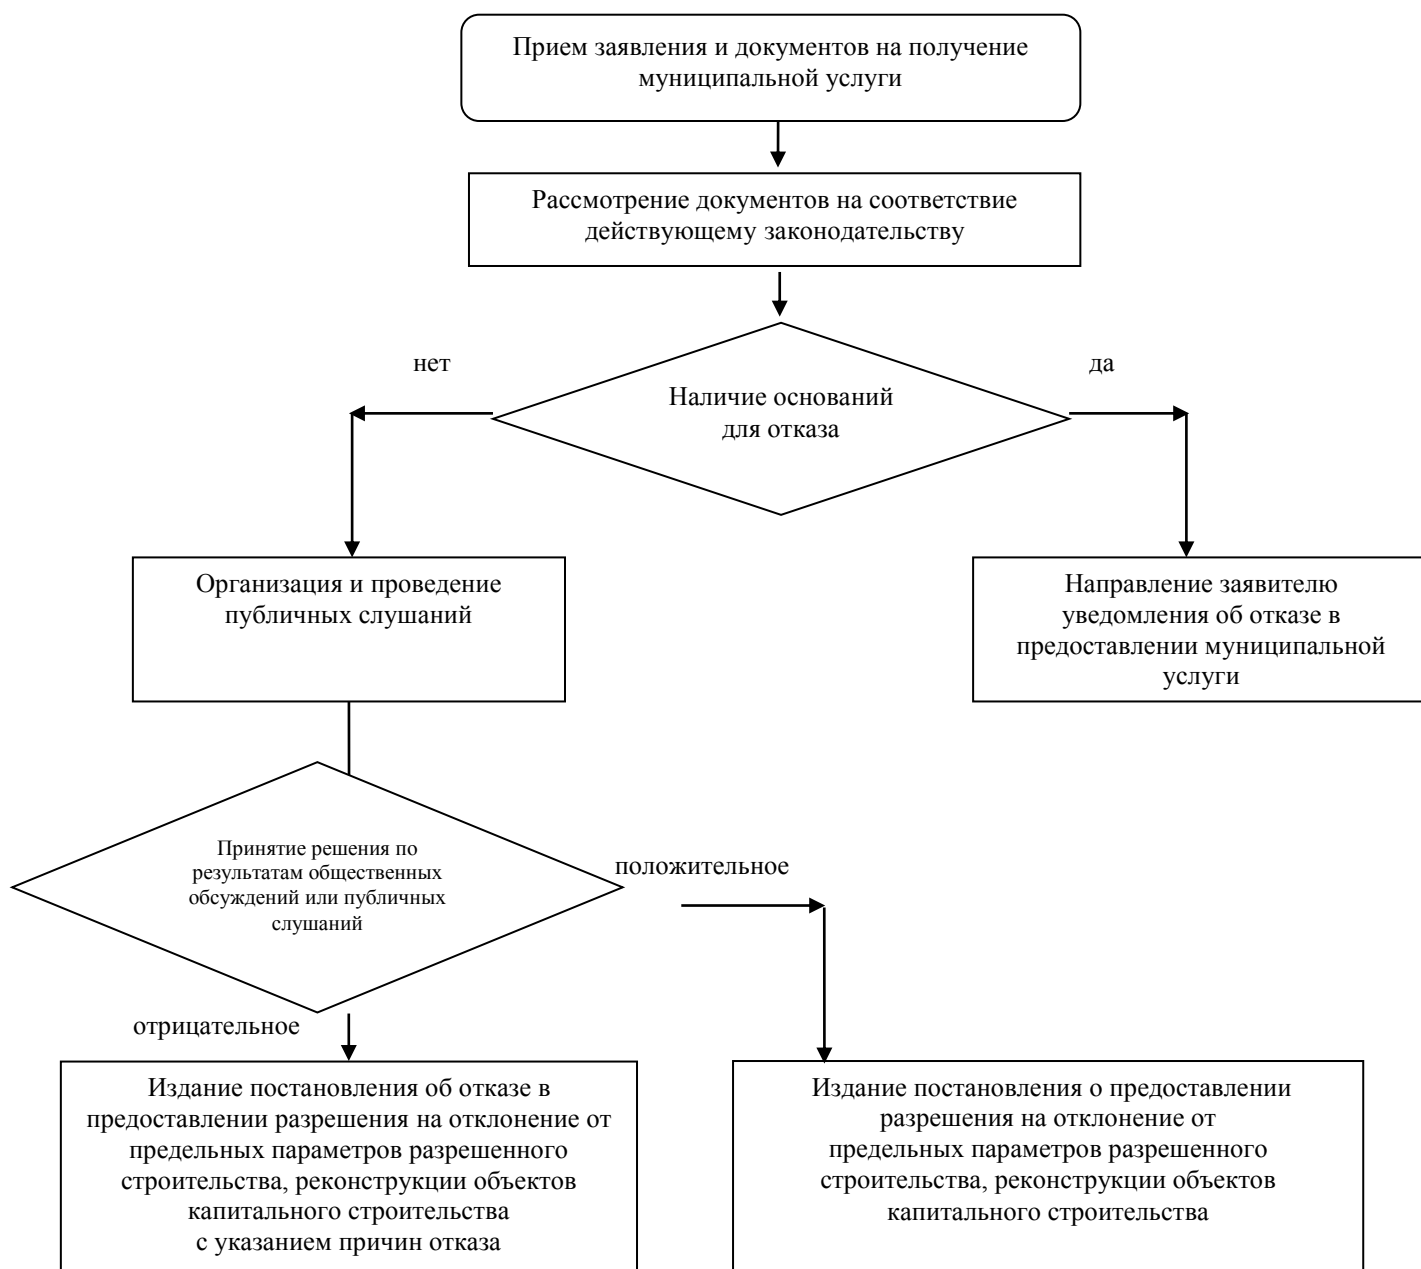 Прием заявления и документов на получение
муниципальной услуги
Рассмотрение документов на соответствие
действующему законодательству
нет
да
Наличие оснований
для отказа
Организация и проведение
публичных слушаний
Направление заявителю
уведомления об отказе в
предоставлении муниципальной
услуги
Принятие решения по
результатам общественных
обсуждений или публичных
слушаний
положительное
отрицательное
Издание постановления об отказе в
предоставлении разрешения на отклонение от
предельных параметров разрешенного
строительства, реконструкции объектов
капитального строительства
с указанием причин отказа
Издание постановления о предоставлении
разрешения на отклонение от
предельных параметров разрешенного
строительства, реконструкции объектов
капитального строительства